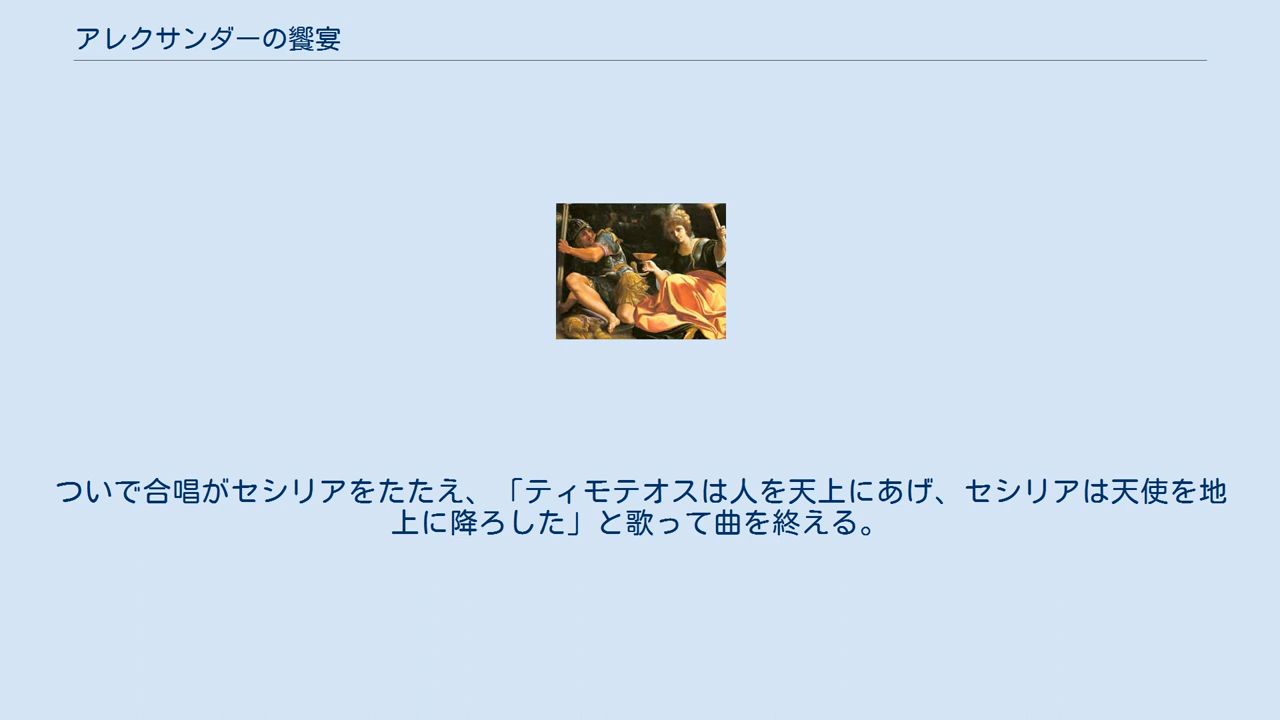 アレクサンダーの饗宴
ついで合唱がセシリアをたたえ、「ティモテオスは人を天上にあげ、セシリアは天使を地
上に降ろした」と歌って曲を終える。